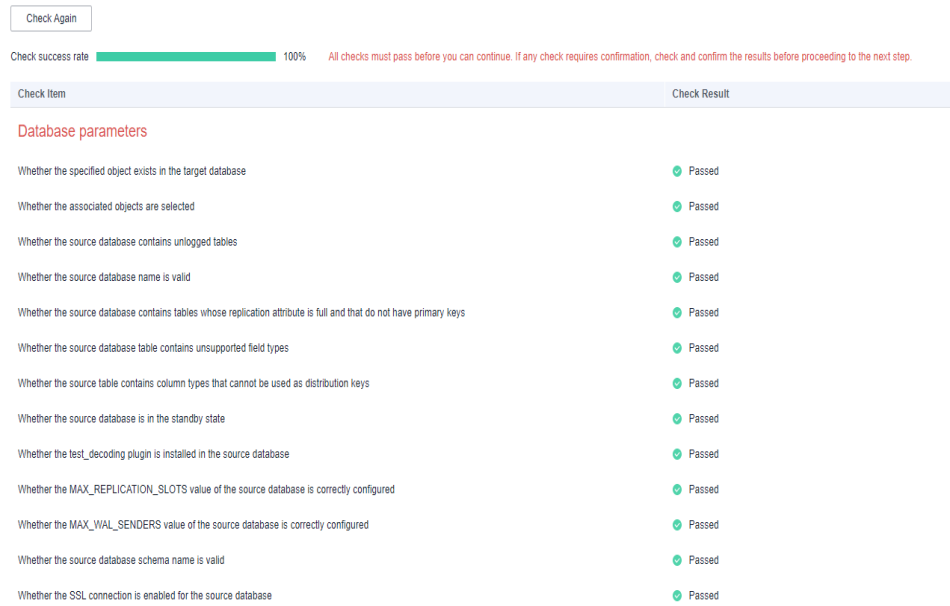 Check Again
Check success rate 100% All checks must pass before you can continue. If any check requires confirmation, check and confirm the results before proceeding to the next step.
Check Item Check Result
Database parameters
Whether the specified object exists in the target database Passed
Whether the associated objects are selected Passed
Whether the source database contains unlogged tables Passed
Whether the source database name is valid Passed
Whether the source database contains tables whose replication attribute is full and that do not have primary keys Passed
Whether the source database table contains unsupported field types Passed
Whether the source table contains column types that cannot be used as distribution keys Passed
Whether the source database is in the standby state Passed
Whether the test_decoding plugin is installed in the source database Passed
Whether the MAX_REPLICATION_SLOTS value of the source database is correctly configured Passed
Whether the MAX_WAL_SENDERS value of the source database is correctly configured Passed
Whether the source database schema name is valid Passed
Whether the SSL connection is enabled for the source database Passed